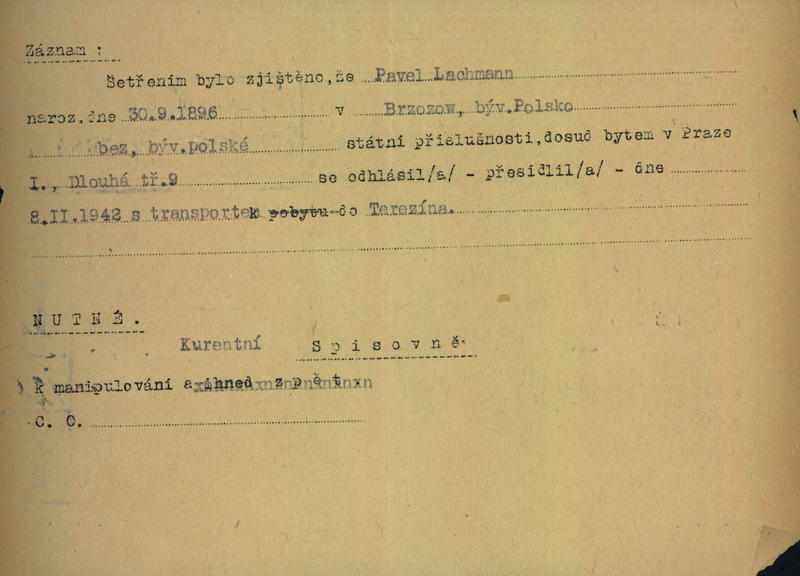 Záznam :
Šetřením bylo zjištěno, že Pavel Lachmann
naroz. dne 30.9.1896 v Brzozow, býv.Polsko
bez, býv.polské státní příslušnosti, dosud bytem v Praze
I., Dlouhá tř.9 se odhlásil/a/ - přesídlil/a/ - dne
8.II.1942 s transportem k pobytu do Terezína.
NUTNÉ.
Kurentní Spisovně
k manipulování a ihned zpět
C. O.